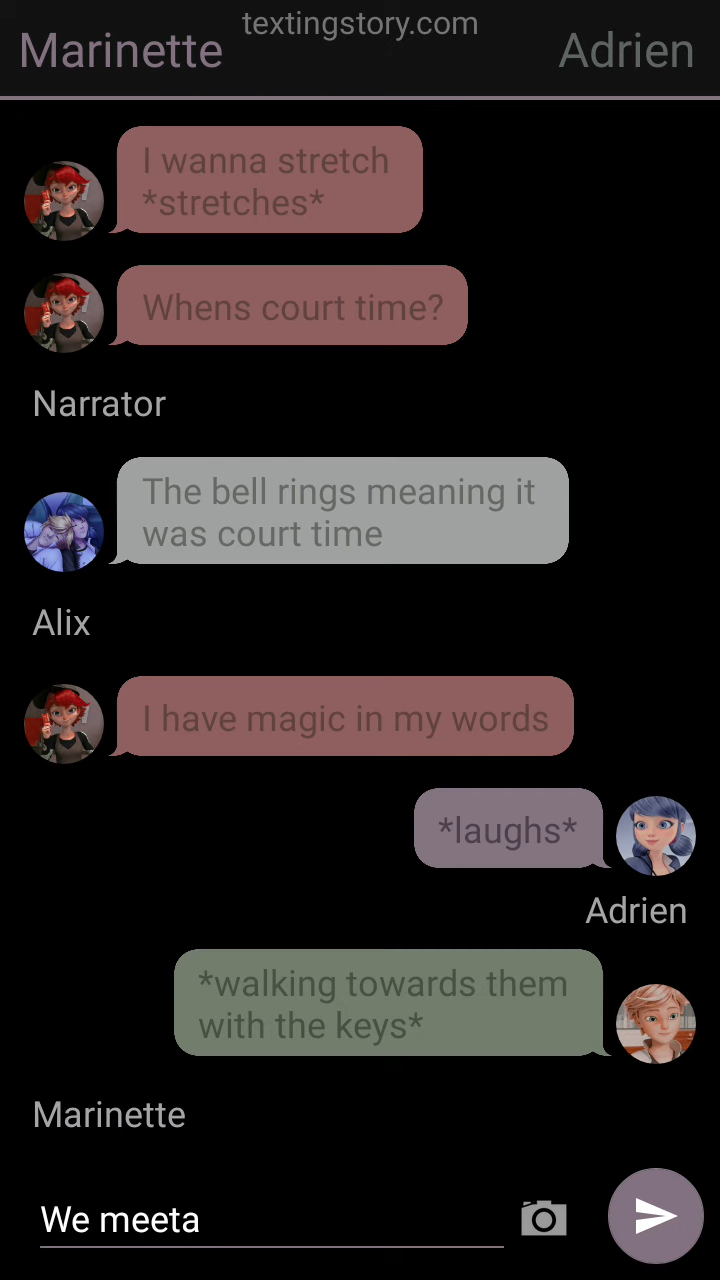 textingstory.com
Marinette
Adrien
I wanna stretch
*stretches*
Whens court time?
Narrator
The bell rings meaning it
was court time
Alix
I have magic in my words
*laughs*
Adrien
*walking towards them
with the keys*
Marinette
We meeta